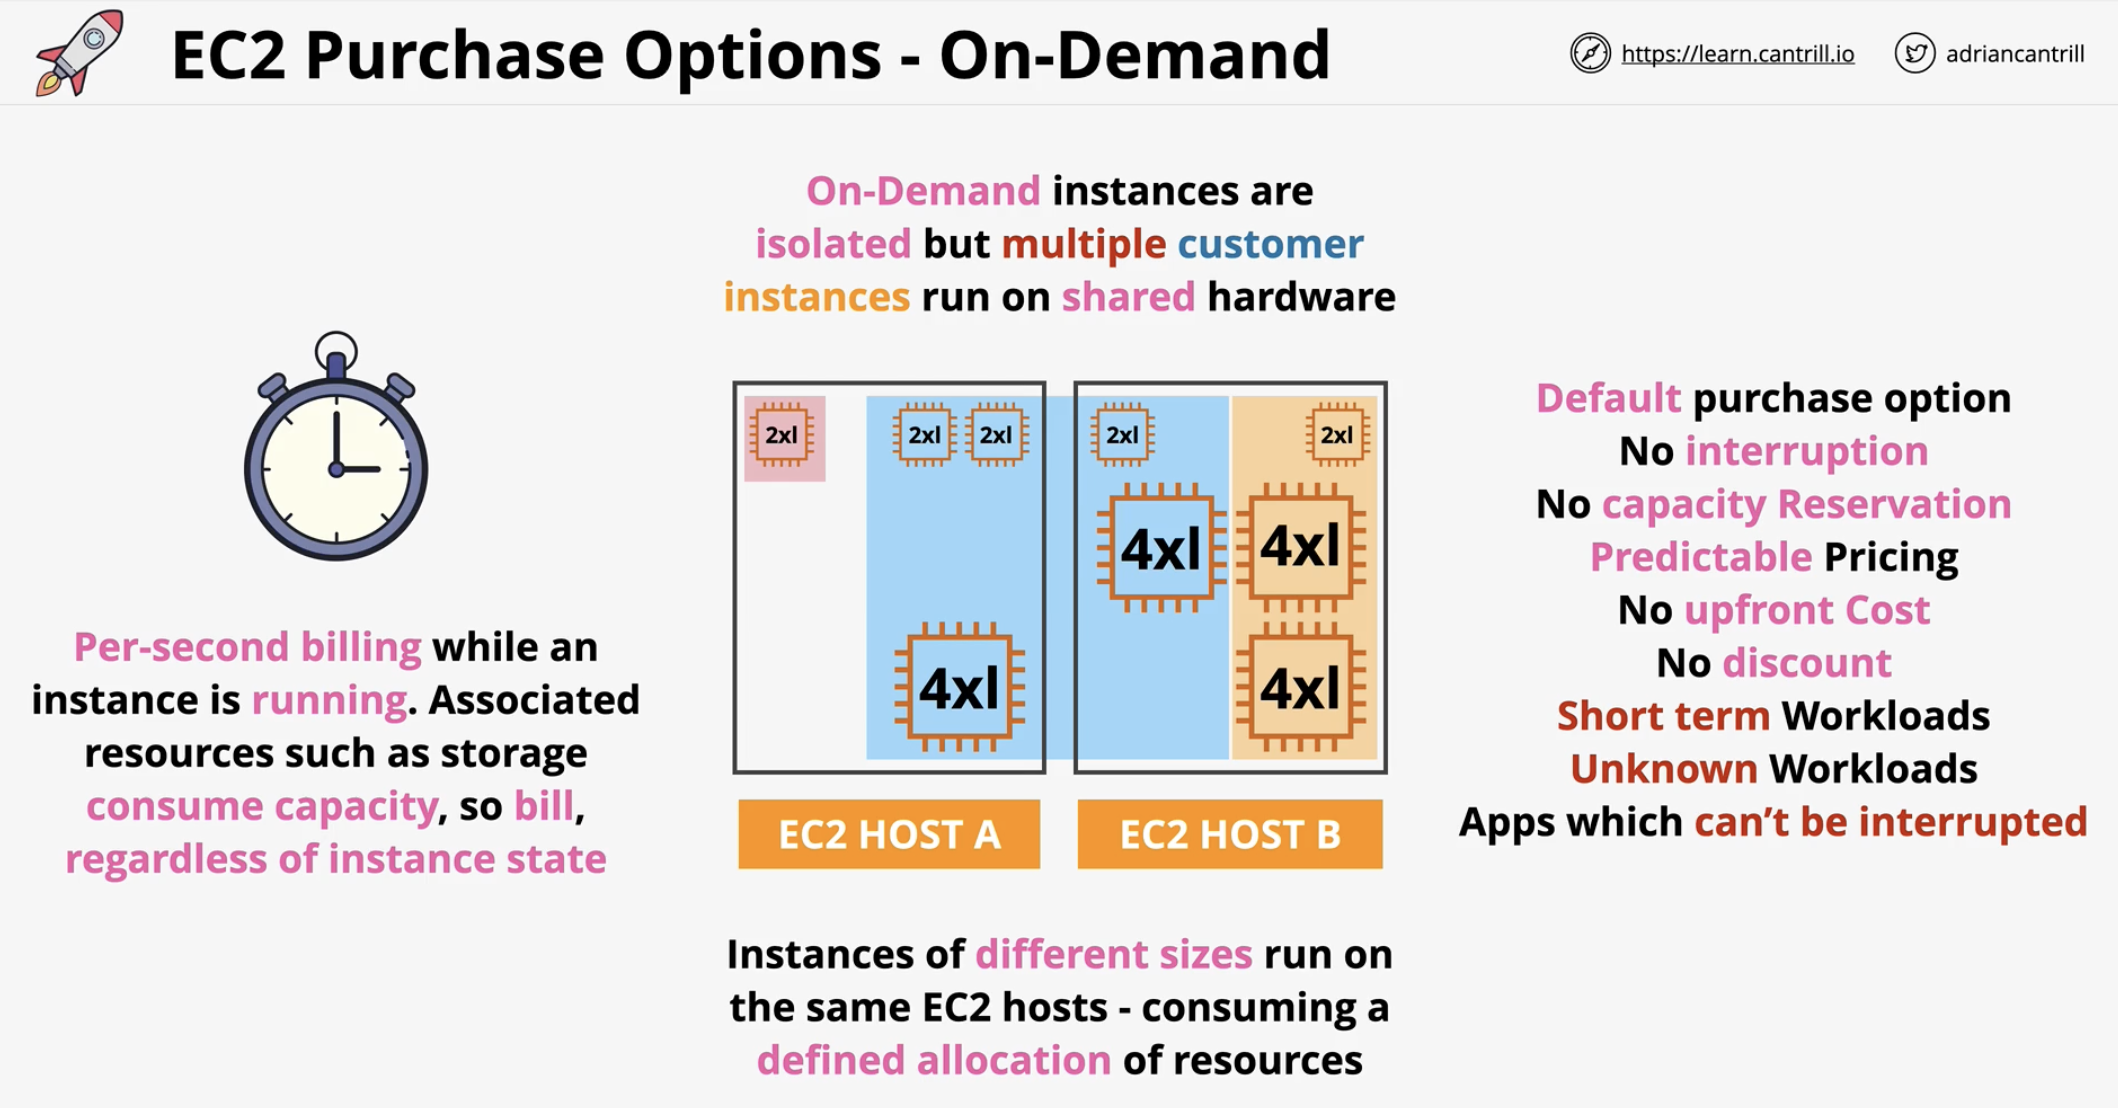 EC2 Purchase Options - On-Demand
https://learn.cantrill.io
adriancantrill
On-Demand instances are
isolated but multiple customer
instances run on shared hardware
Per-second billing while an
instance is running. Associated
resources such as storage
consume capacity, so bill,
regardless of instance state
2xl
2xl
2xl
2xl
2xl
4xl
4xl
4xl
4xl
EC2 HOST A
EC2 HOST B
Instances of different sizes run on
the same EC2 hosts - consuming a
defined allocation of resources
Default purchase option
No interruption
No capacity Reservation
Predictable Pricing
No upfront Cost
No discount
Short term Workloads
Unknown Workloads
Apps which can’t be interrupted